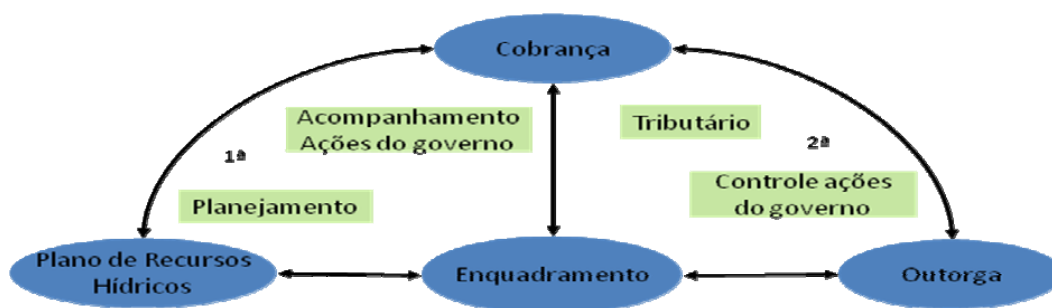 Cobrança
Acompanhamento
Ações do governo
Tributário
1ª
2ª
Planejamento
Controle ações
do governo
Plano de Recursos
Hídricos
Enquadramento
Outorga